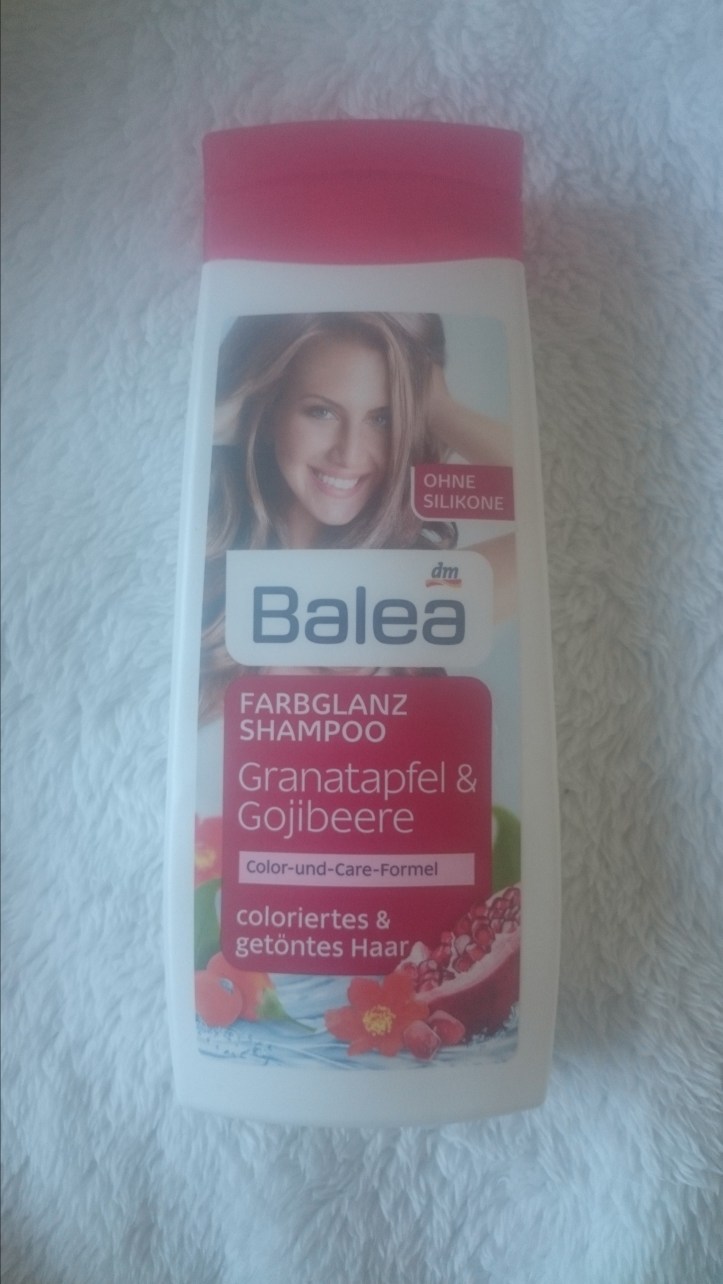 OHNE
SILIKONE
dm
Balea
FARBGLANZ
SHAMPOO
Granatapfel &
Gojibeere
Color-und-Care-Formel
coloriertes &
getöntes Haar